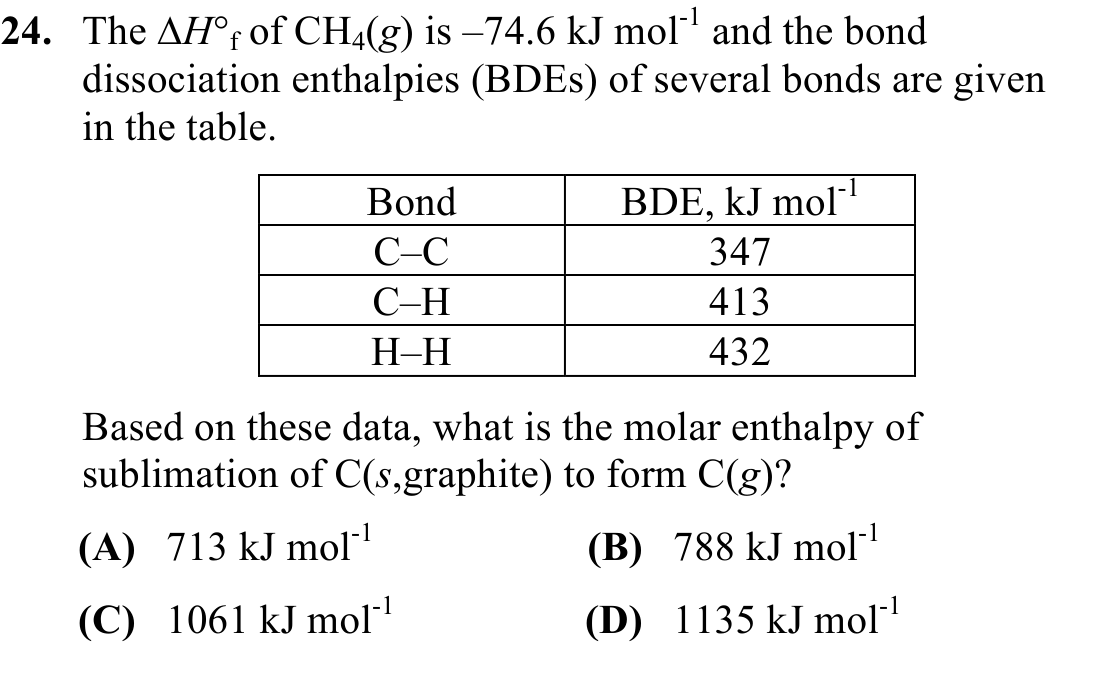 24. The ΔH°f of CH₄(g) is –74.6 kJ mol⁻¹ and the bond
dissociation enthalpies (BDEs) of several bonds are given
in the table.
Bond BDE, kJ mol⁻¹
C–C 347
C–H 413
H–H 432
Based on these data, what is the molar enthalpy of
sublimation of C(s,graphite) to form C(g)?
(A) 713 kJ mol⁻¹ (B) 788 kJ mol⁻¹
(C) 1061 kJ mol⁻¹ (D) 1135 kJ mol⁻¹